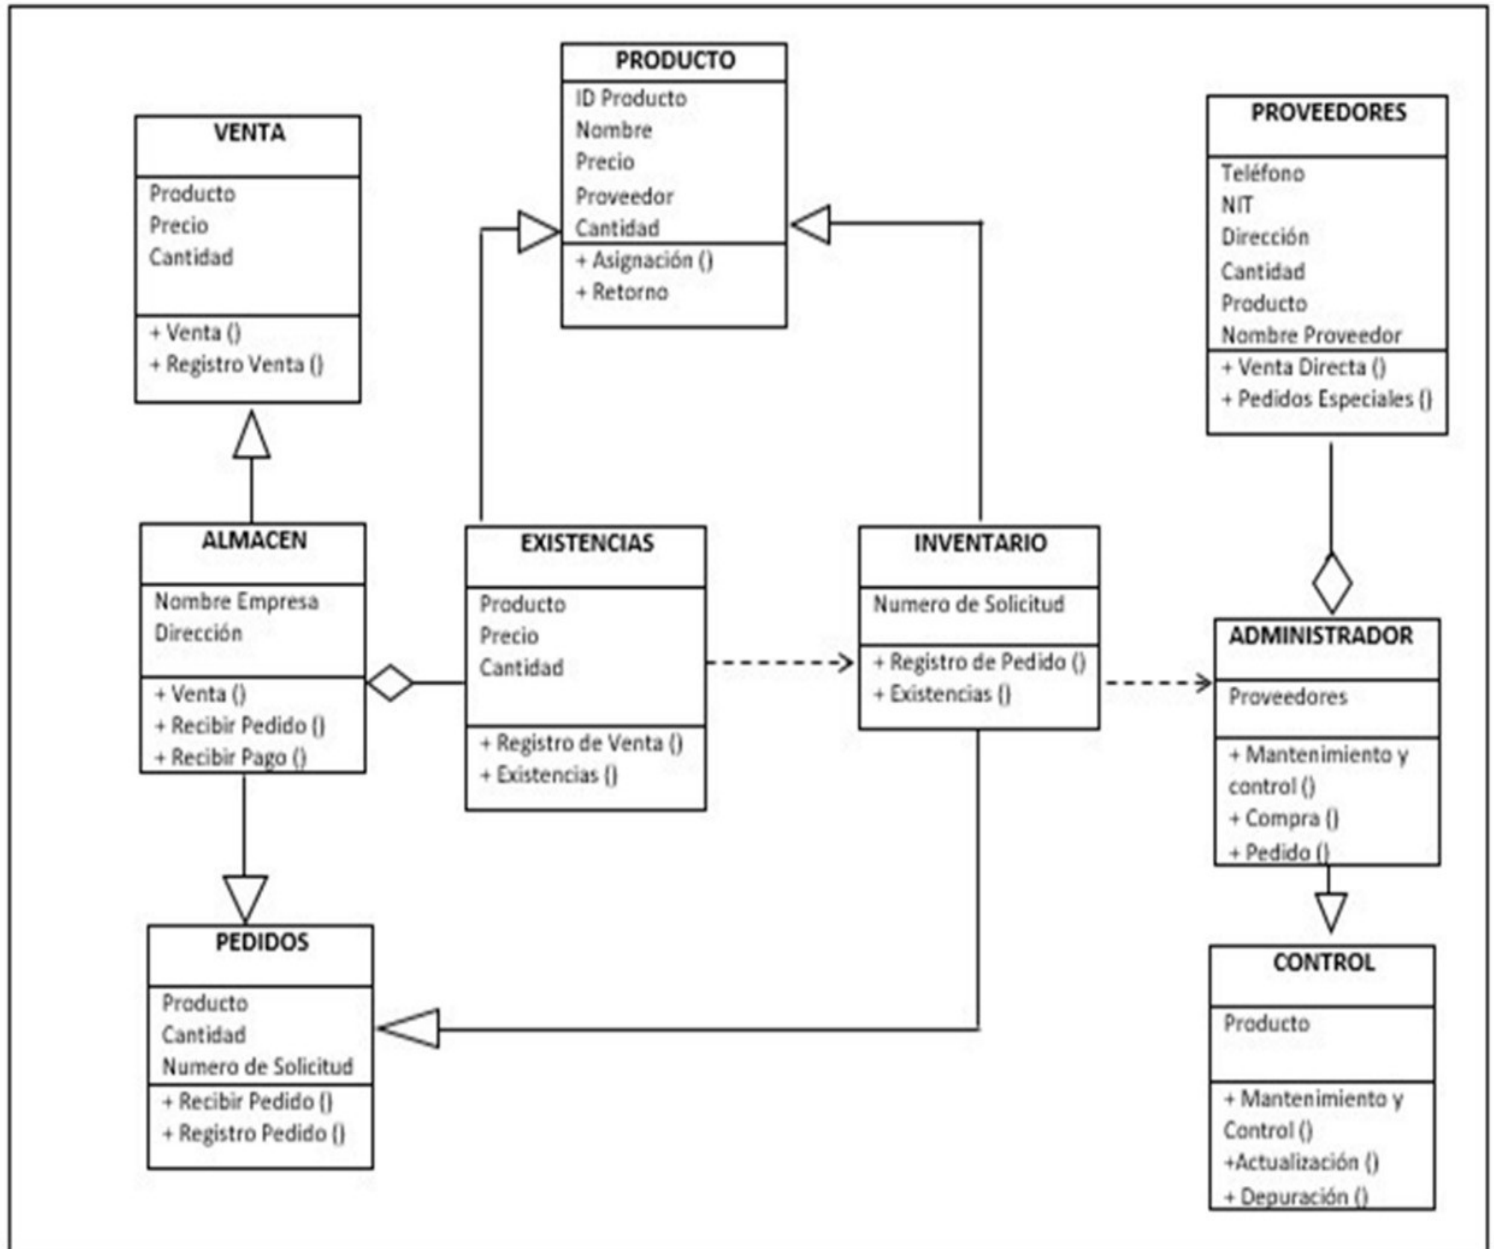 PRODUCTO
ID Producto
Nombre
Precio
Proveedor
Cantidad
+ Asignación ()
+ Retorno
VENTA
Producto
Precio
Cantidad
+ Venta ()
+ Registro Venta ()
PROVEEDORES
Teléfono
NIT
Dirección
Cantidad
Producto
Nombre Proveedor
+ Venta Directa ()
+ Pedidos Especiales ()
ALMACEN
Nombre Empresa
Dirección
+ Venta ()
+ Recibir Pedido ()
+ Recibir Pago ()
EXISTENCIAS
Producto
Precio
Cantidad
+ Registro de Venta ()
+ Existencias ()
INVENTARIO
Numero de Solicitud
+ Registro de Pedido ()
+ Existencias ()
ADMINISTRADOR
Proveedores
+ Mantenimiento y
control ()
+ Compra ()
+ Pedido ()
PEDIDOS
Producto
Cantidad
Numero de Solicitud
+ Recibir Pedido ()
+ Registro Pedido ()
CONTROL
Producto
+ Mantenimiento y
Control ()
+Actualización ()
+ Depuración ()